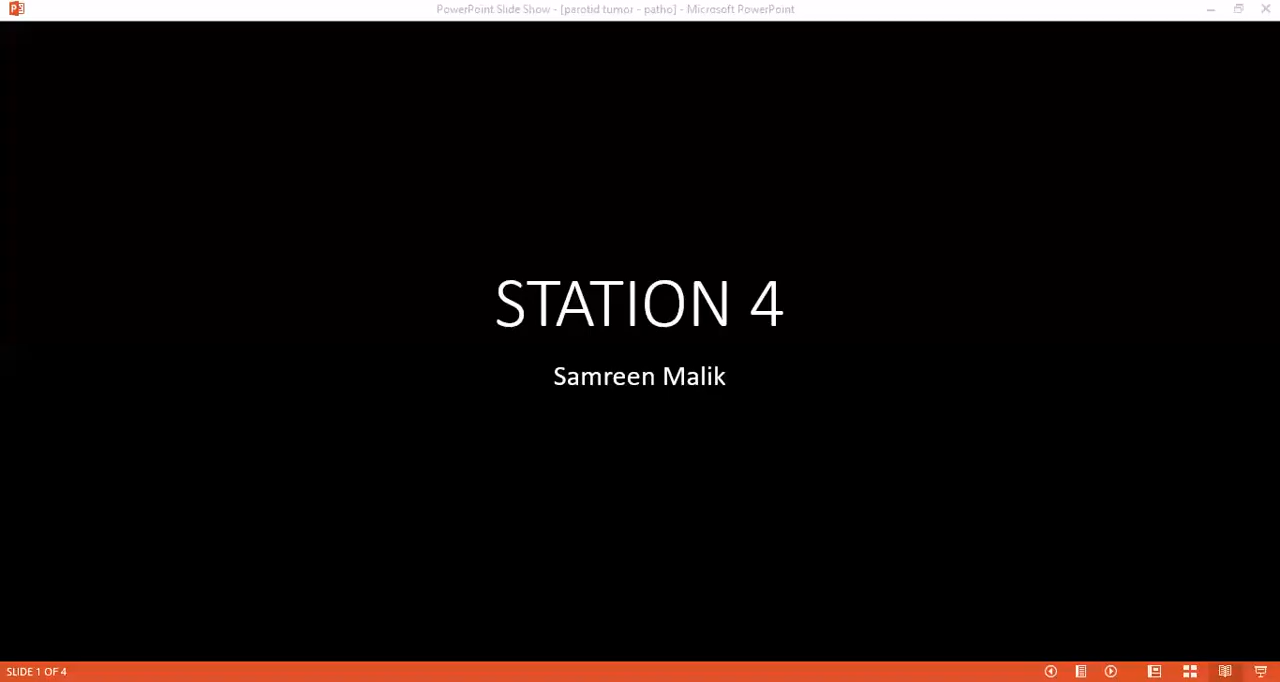 PowerPoint Slide Show - [parotid tumor - patho] - Microsoft PowerPoint
STATION 4
Samreen Malik
SLIDE 1 OF 4